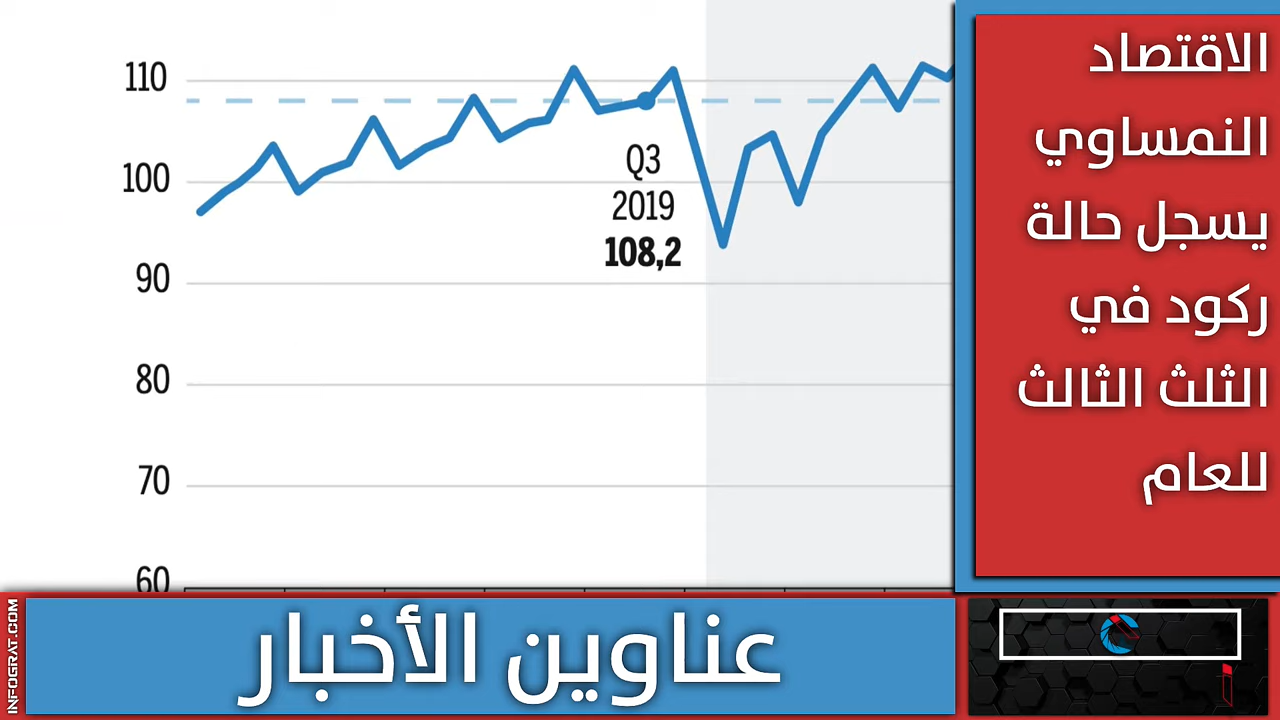 الاقتصاد
النمساوي
يسجل حالة
ركود في
الثلث الثالث
للعام
110
100
90
80
70
60
Q3
2019
108,2
عناوين الأخبار
INFOGRAT.COM